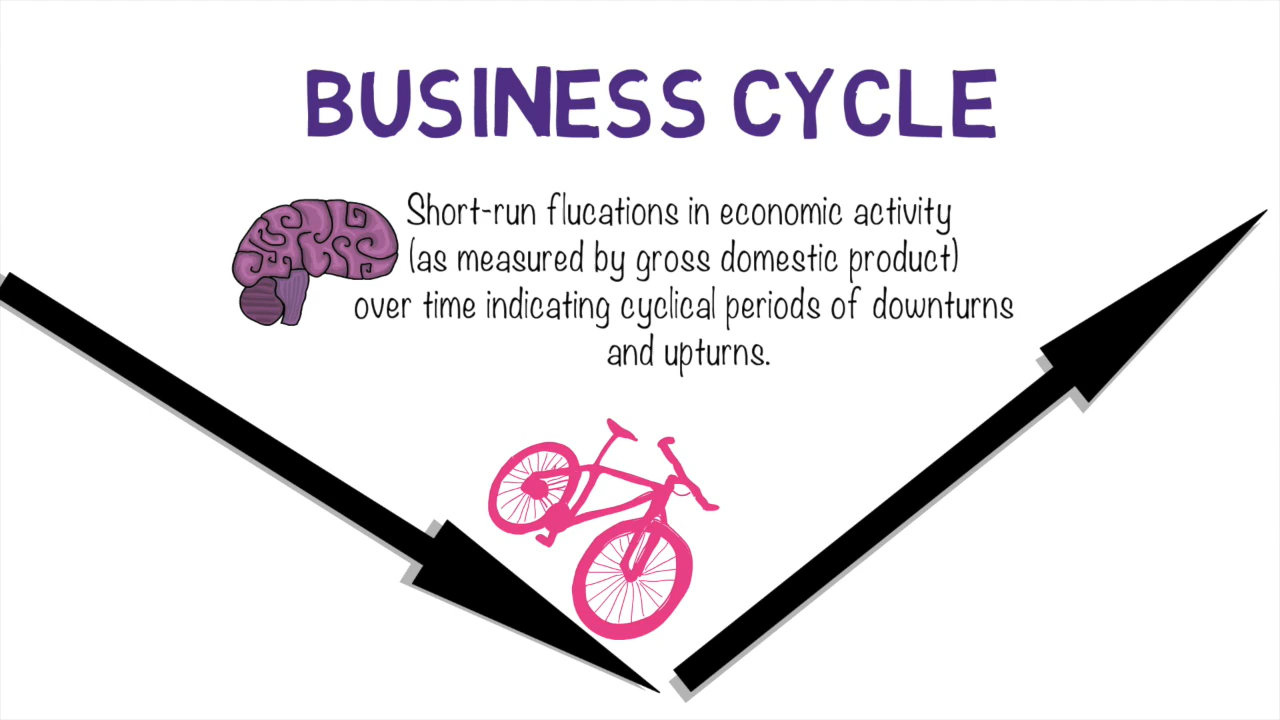 BUSINESS CYCLE
Short-run flucations in economic activity
(as measured by gross domestic product)
over time indicating cyclical periods of downturns
and upturns.